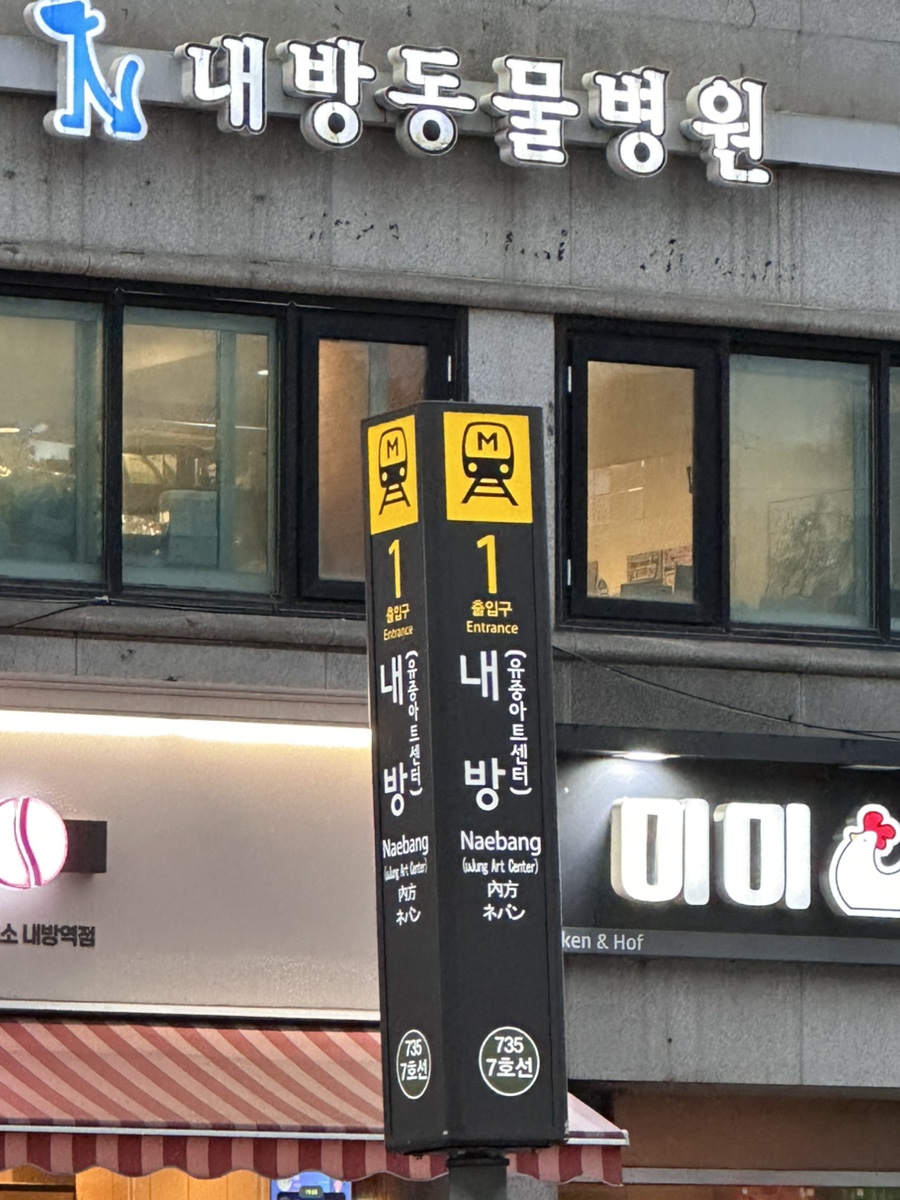 내방동물병원
M
1
출입구
Entrance
내방
(유중아트센터)
Naebang
(uJung Art Center)
內方
ネバン
735
7호선
M
1
출입구
Entrance
내방
(유중아트센터)
Naebang
(uJung Art Center)
內方
ネバン
735
7호선
미미
ken & Hof
소 내방역점